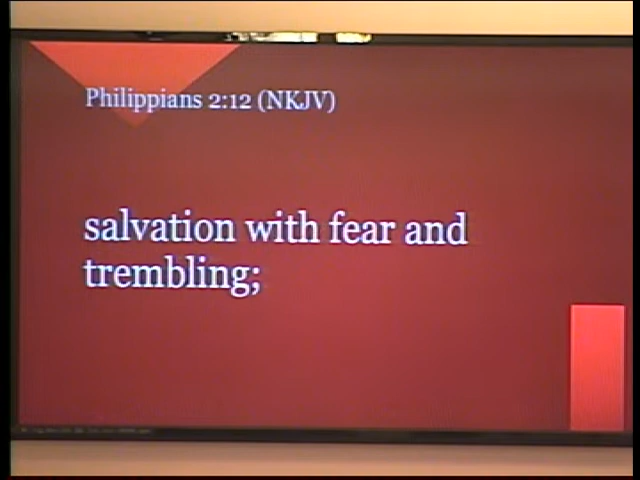 Philippians 2:12 (NKJV)
salvation with fear and
trembling;